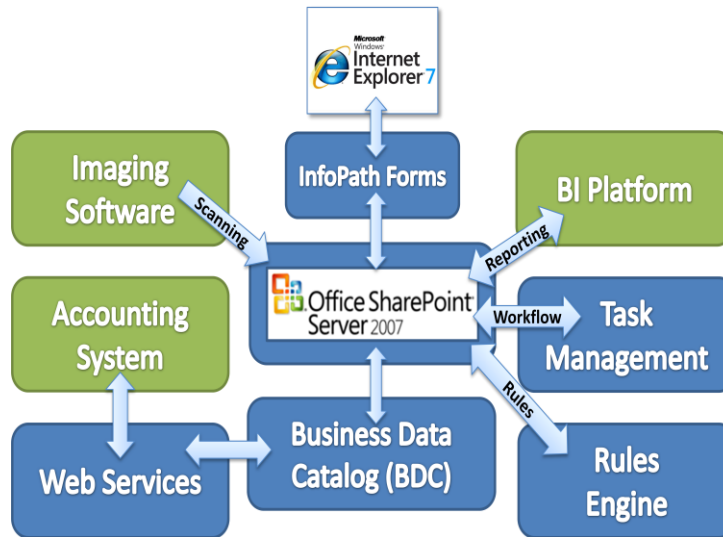 Microsoft
Windows
Internet
Explorer 7
Imaging
Software
InfoPath Forms
BI Platform
Scanning
Reporting
Office SharePoint
Server 2007
Workflow
Task
Management
Accounting
System
Rules
Business Data
Catalog (BDC)
Web Services
Rules
Engine